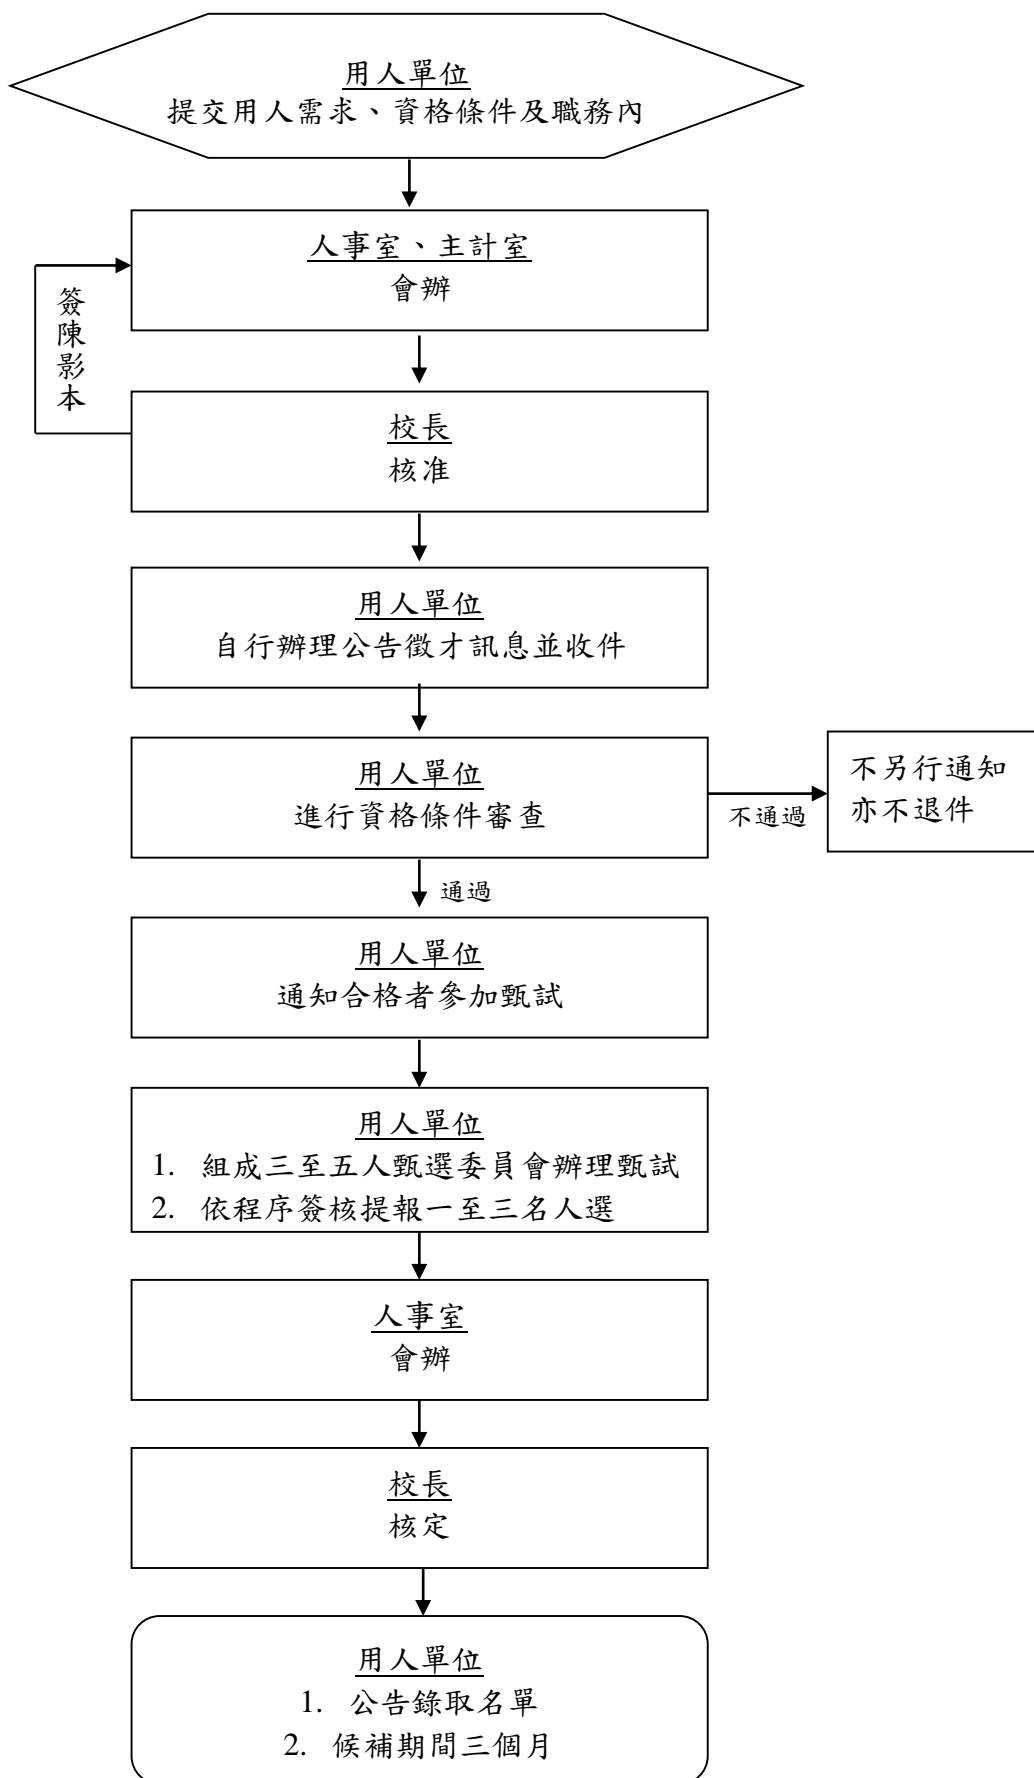 用人單位
提交用人需求、資格條件及職務內
人事室、主計室
會辦
簽陳影本
校長
核准
用人單位
自行辦理公告徵才訊息並收件
用人單位
進行資格條件審查
不通過
不另行通知
亦不退件
通過
用人單位
通知合格者參加甄試
用人單位
1. 組成三至五人甄選委員會辦理甄試
2. 依程序簽核提報一至三名人選
人事室
會辦
校長
核定
用人單位
1. 公告錄取名單
2. 候補期間三個月